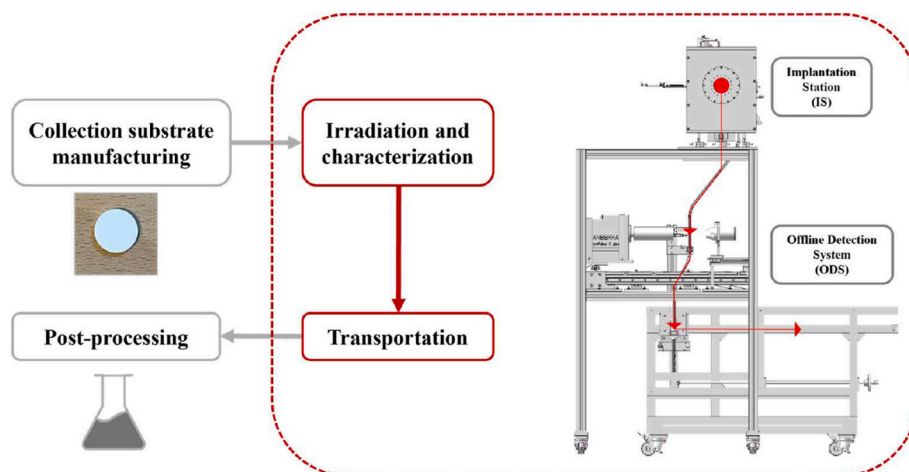 Collection substrate
manufacturing
Irradiation and
characterization
Implantation
Station
(IS)
Offline Detection
System
(ODS)
Post-processing
Transportation